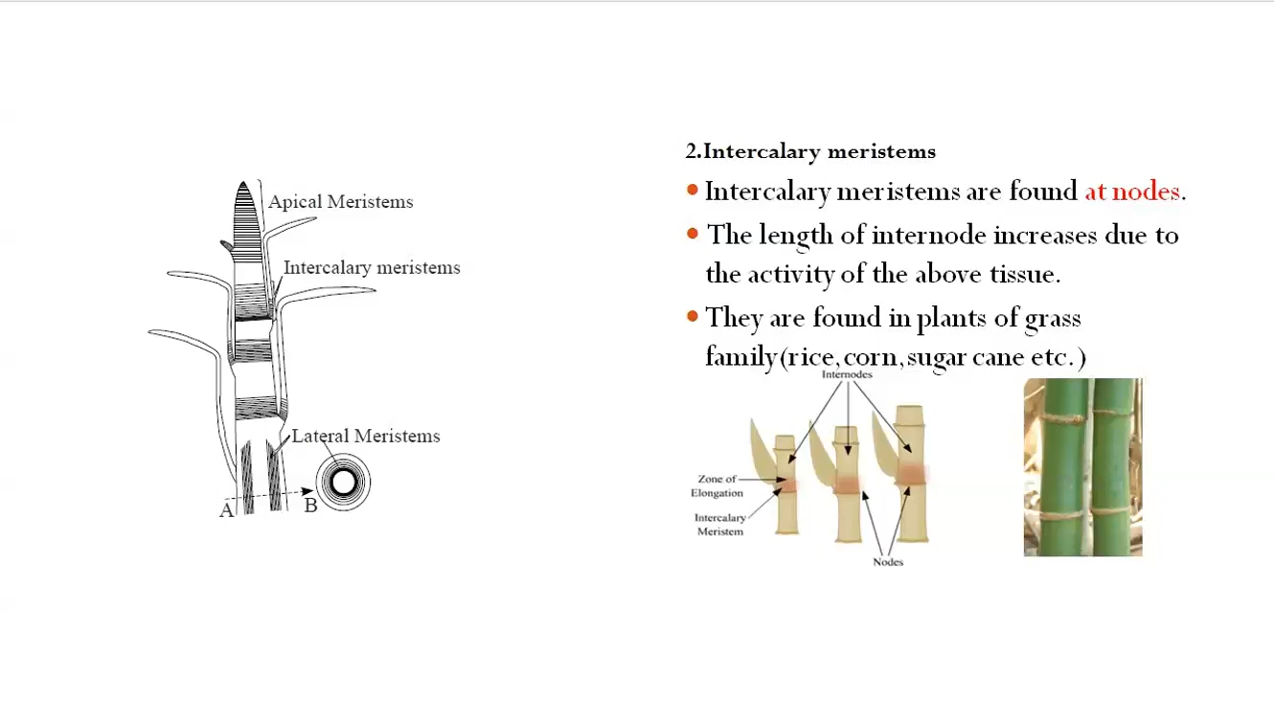 Apical Meristems
Intercalary meristems
Lateral Meristems
A
B
2.Intercalary meristems
• Intercalary meristems are found at nodes.
• The length of internode increases due to
the activity of the above tissue.
• They are found in plants of grass
family(rice, corn, sugar cane etc.)
Internodes
Zone of
Elongation
Intercalary
Meristem
Nodes